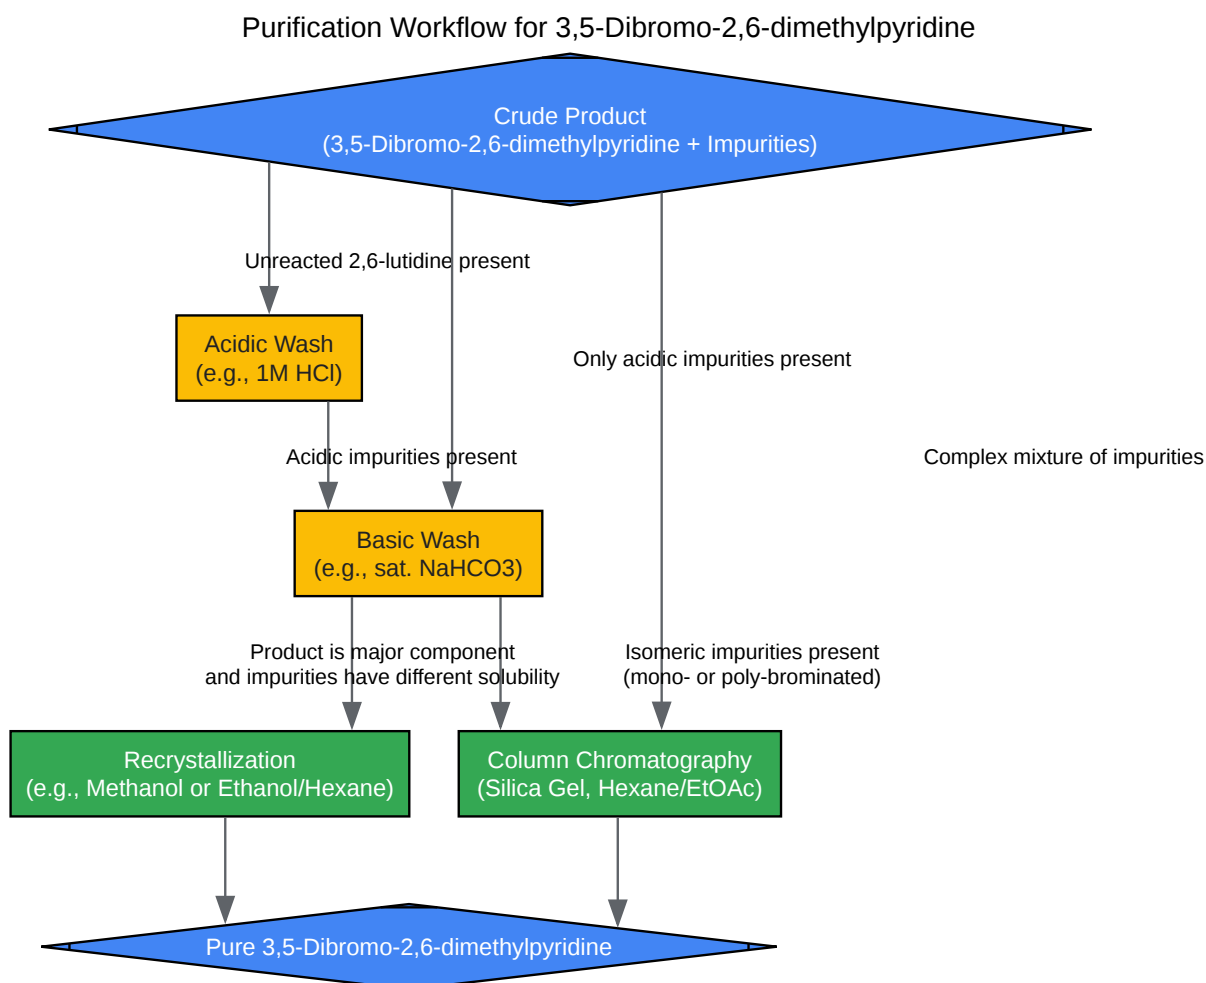 Purification Workflow for 3,5-Dibromo-2,6-dimethylpyridine
Crude Product
(3,5-Dibromo-2,6-dimethylpyridine + Impurities)
Unreacted 2,6-lutidine present
Acidic Wash
(e.g., 1M HCl)
Only acidic impurities present
Acidic impurities present
Complex mixture of impurities
Basic Wash
(e.g., sat. NaHCO3)
Product is major component
and impurities have different solubility
Isomeric impurities present
(mono- or poly-brominated)
Recrystallization
(e.g., Methanol or Ethanol/Hexane)
Column Chromatography
(Silica Gel, Hexane/EtOAc)
Pure 3,5-Dibromo-2,6-dimethylpyridine